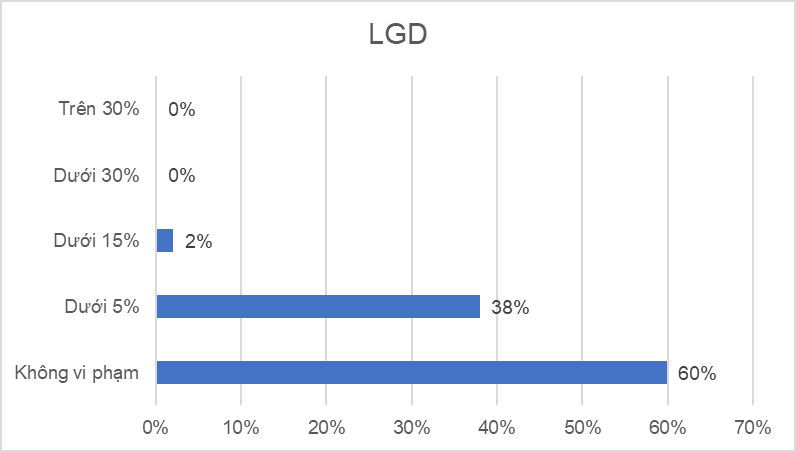 LGD
Trên 30%
0%
Dưới 30%
0%
Dưới 15%
2%
Dưới 5%
38%
Không vi phạm
60%
0%
10%
20%
30%
40%
50%
60%
70%